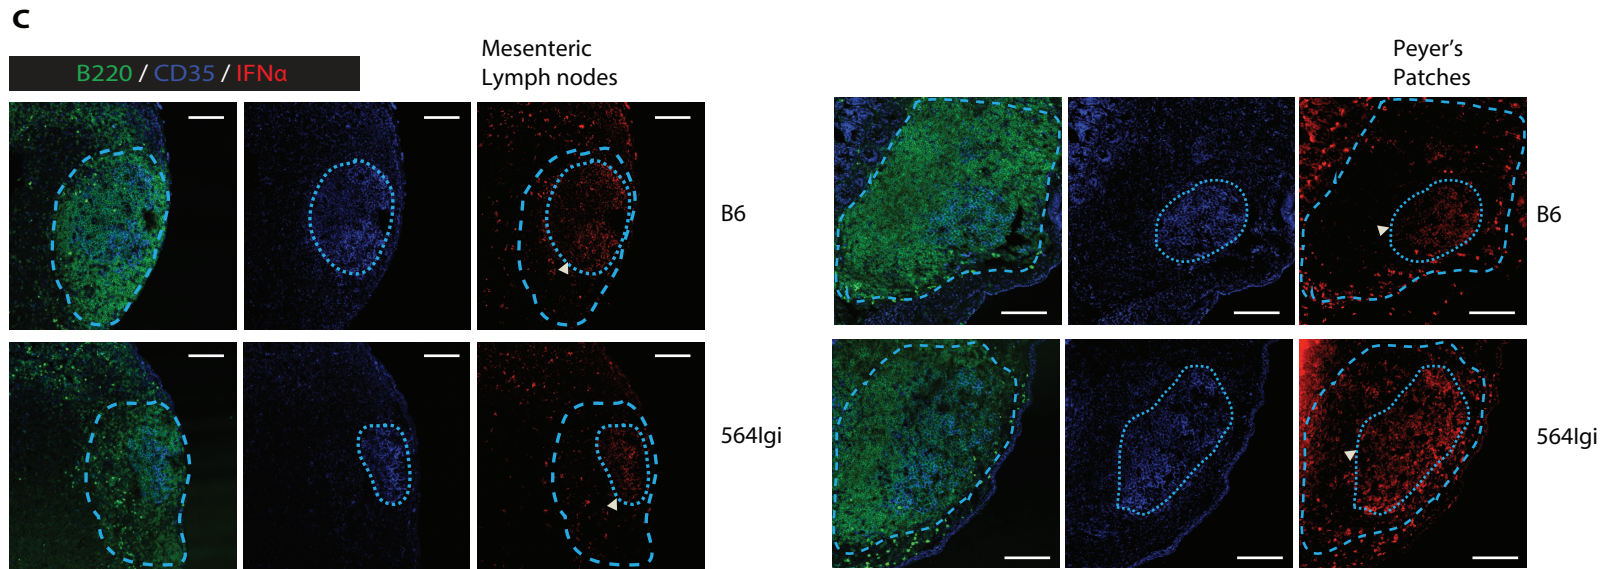 C
B220 / CD35 / IFNα
Mesenteric
Lymph nodes
Peyer's
Patches
B6
B6
564Igi
564Igi